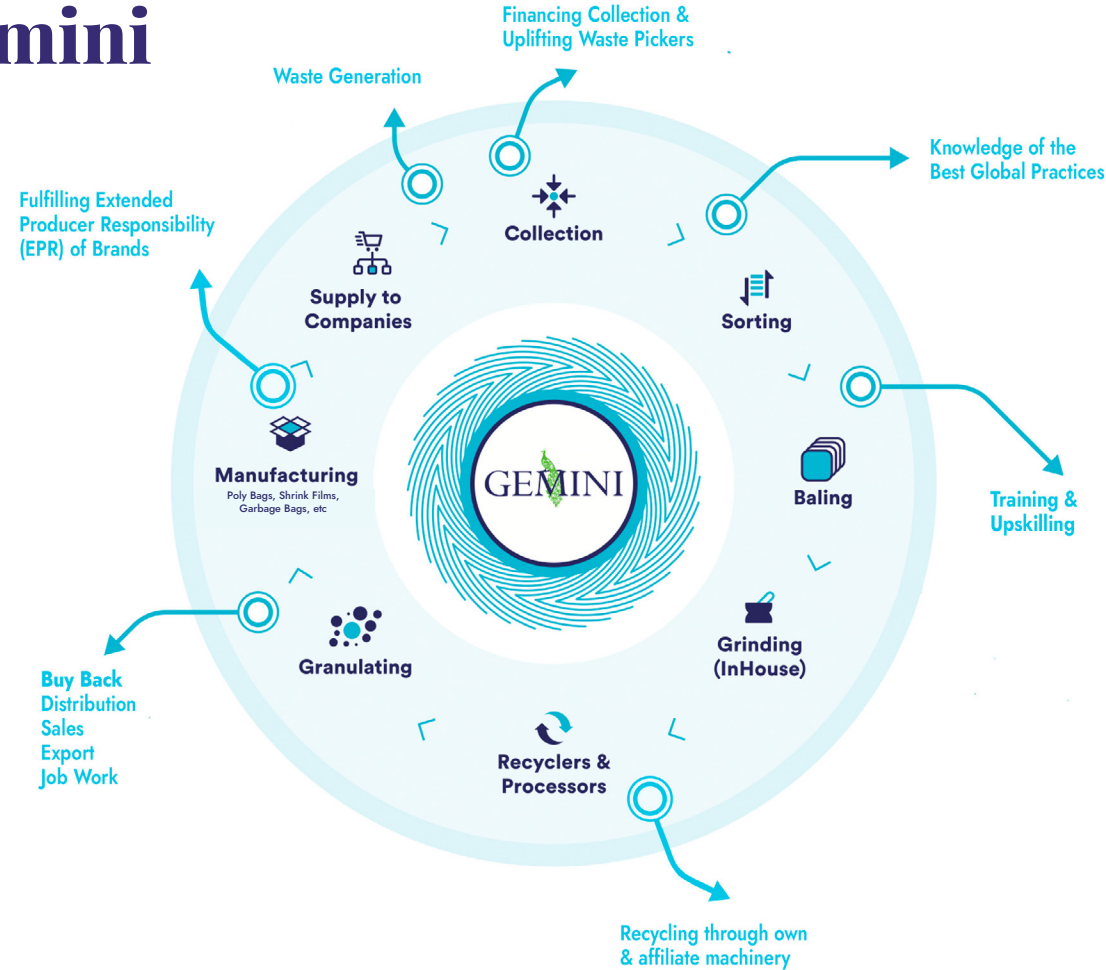 mini
Financing Collection &
Uplifting Waste Pickers
Waste Generation
Knowledge of the
Best Global Practices
Fulfilling Extended
Producer Responsibility
(EPR) of Brands
Collection
Supply to
Companies
Sorting
Manufacturing
Poly Bags, Shrink Films,
Garbage Bags, etc
GEMINI
Baling
Training &
Upskilling
Granulating
Grinding
(InHouse)
Buy Back
Distribution
Sales
Export
Job Work
Recyclers &
Processors
Recycling through own
& affiliate machinery